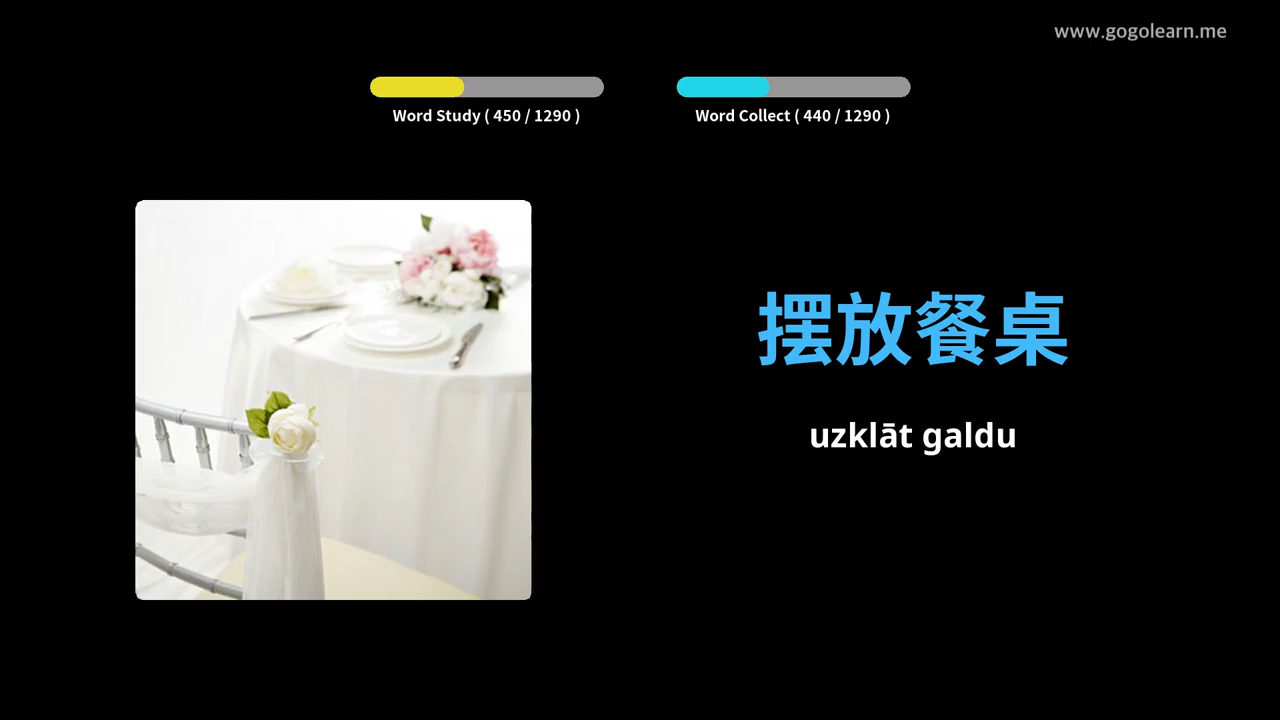 www.gogolearn.me
Word Study ( 450 / 1290 )
Word Collect ( 440 / 1290 )
摆放餐桌
uzklāt galdu